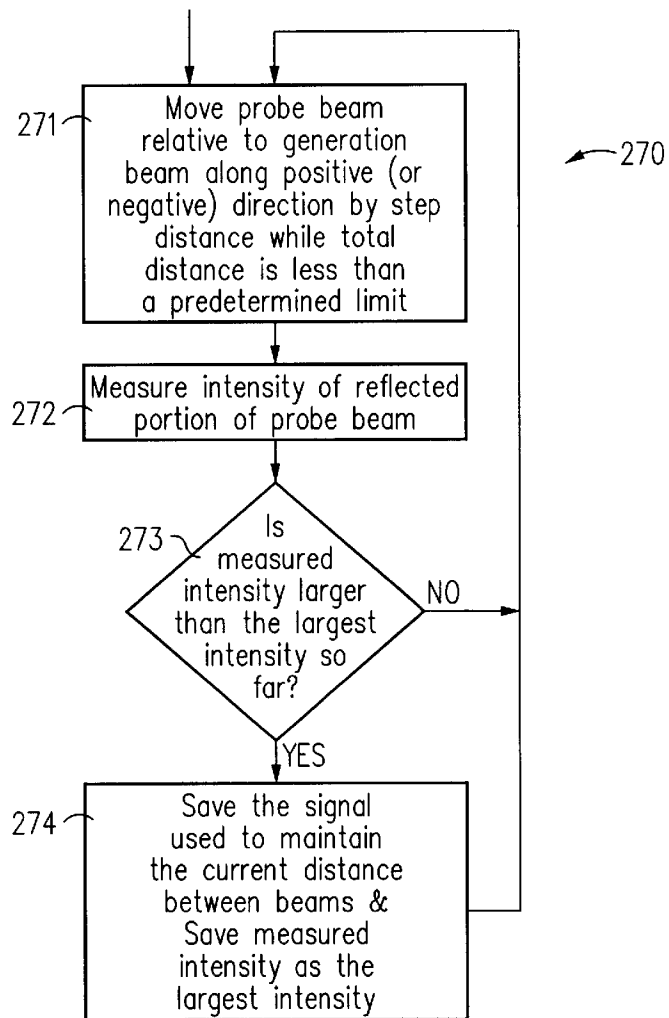 271
Move probe beam
relative to generation
beam along positive (or
negative) direction by step
distance while total
distance is less than
a predetermined limit
270
272
Measure intensity of reflected
portion of probe beam
273
Is
measured
intensity larger
than the largest
intensity so
far?
NO
YES
274
Save the signal
used to maintain
the current distance
between beams &
Save measured
intensity as the
largest intensity